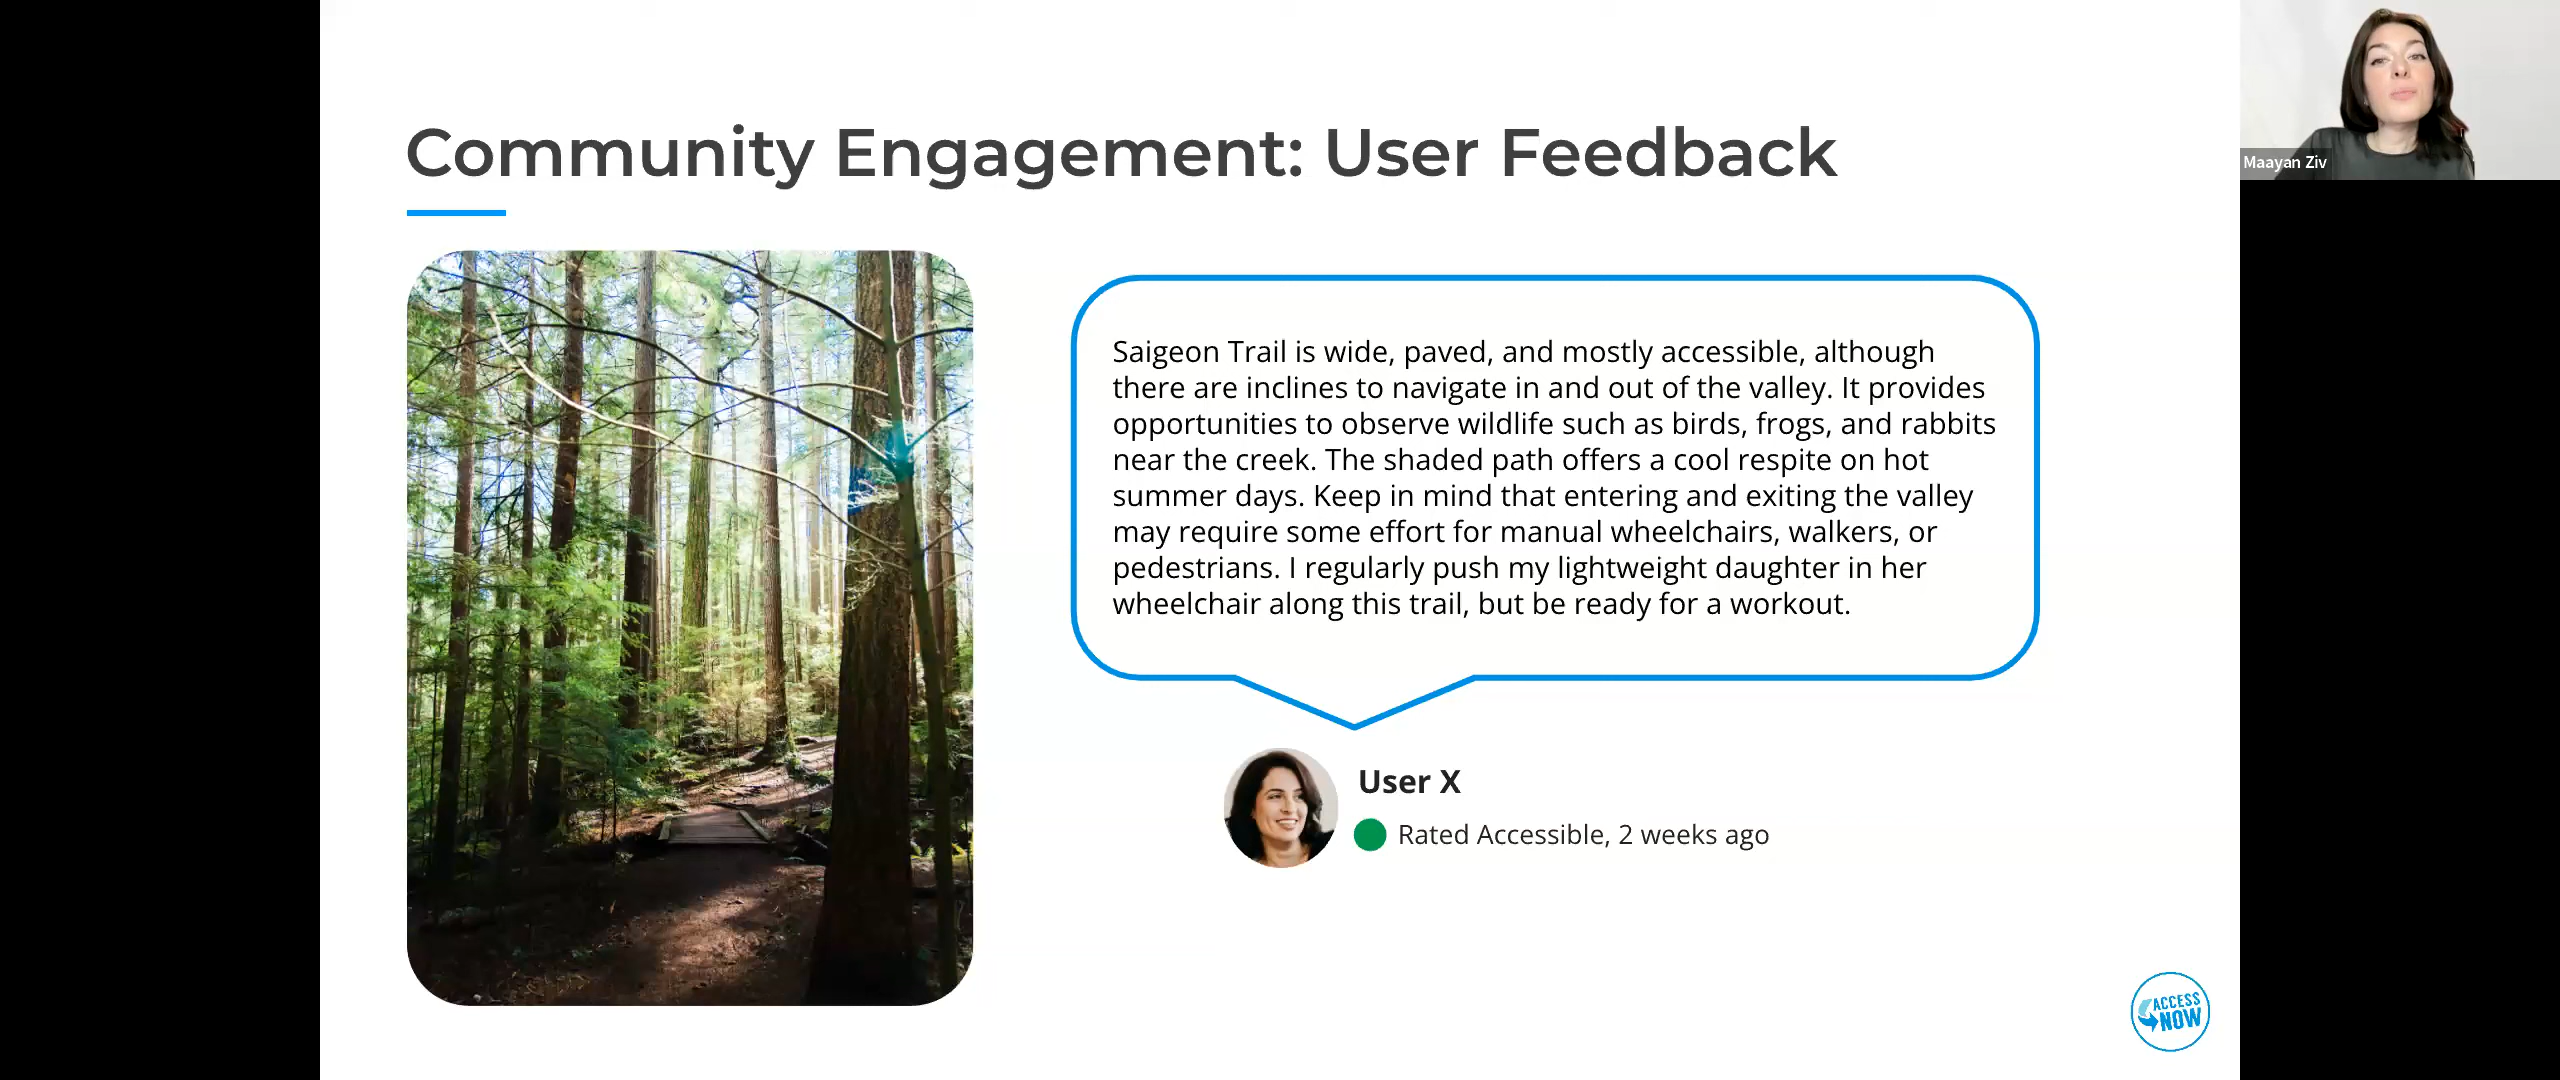 Community Engagement: User Feedback
Maayan Ziv
Saigeon Trail is wide, paved, and mostly accessible, although
there are inclines to navigate in and out of the valley. It provides
opportunities to observe wildlife such as birds, frogs, and rabbits
near the creek. The shaded path offers a cool respite on hot
summer days. Keep in mind that entering and exiting the valley
may require some effort for manual wheelchairs, walkers, or
pedestrians. I regularly push my lightweight daughter in her
wheelchair along this trail, but be ready for a workout.
User X
Rated Accessible, 2 weeks ago
ACCESS
NOW